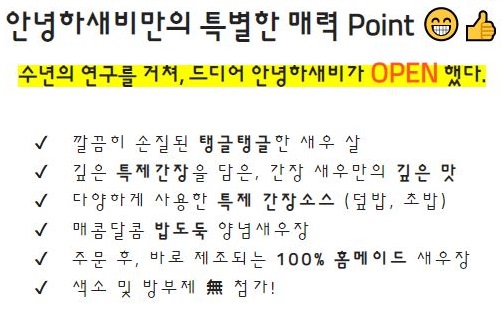 안녕하새비만의 특별한 매력 Point 😁👍
수년의 연구를 거쳐, 드디어 안녕하새비가 OPEN 했다.
✓ 깔끔히 손질된 탱글탱글한 새우 살
✓ 깊은 특제간장을 담은, 간장 새우만의 깊은 맛
✓ 다양하게 사용한 특제 간장소스 (덮밥, 초밥)
✓ 매콤달콤 밥도둑 양념새우장
✓ 주문 후, 바로 제조되는 100% 홈메이드 새우장
✓ 색소 및 방부제 無 첨가!